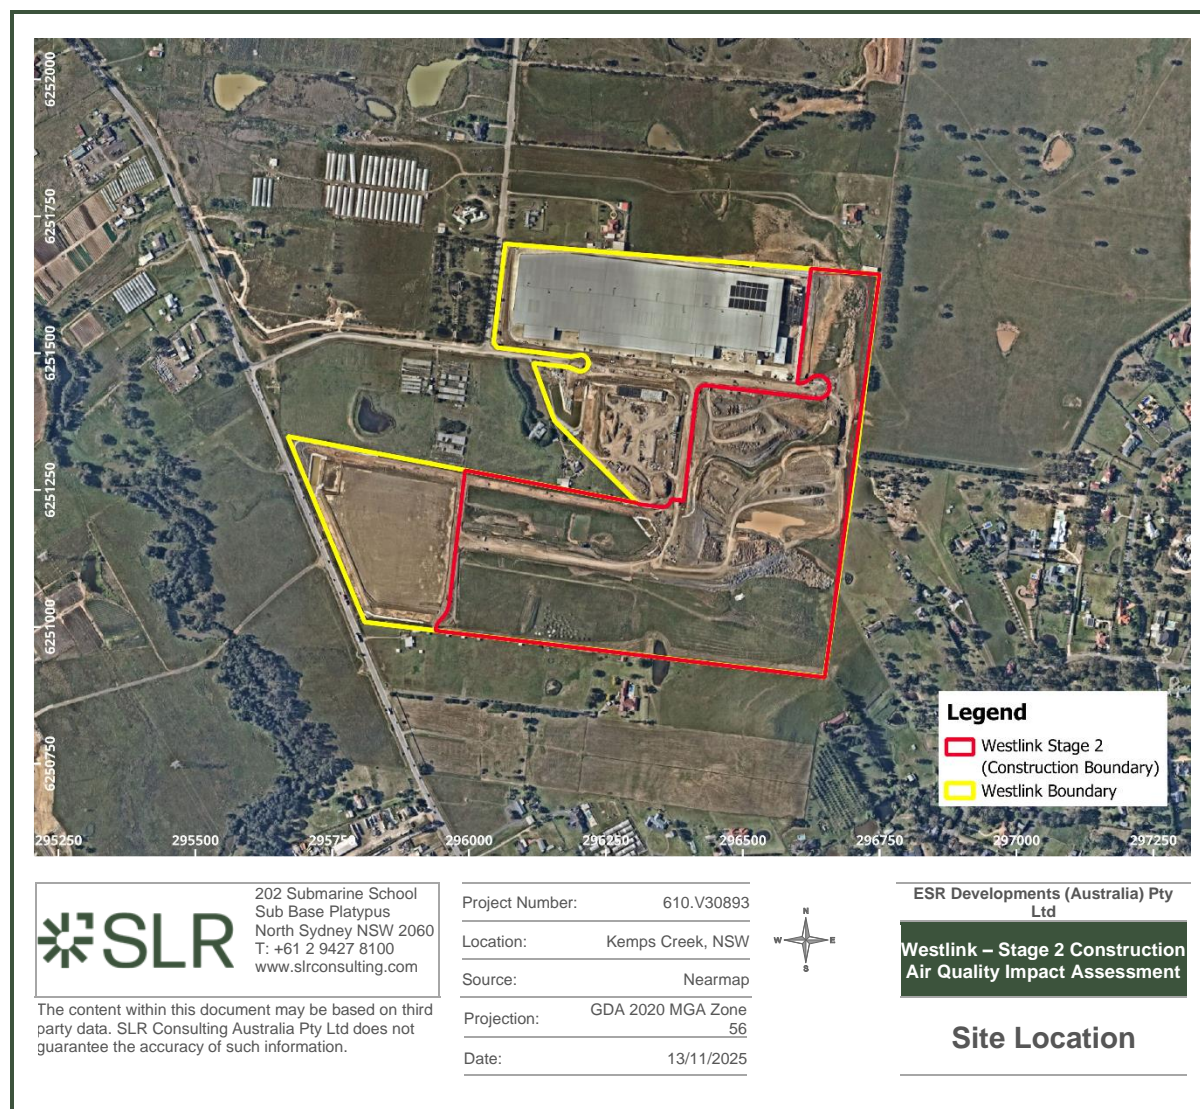 6252000
6251750
6251500
6251250
6251000
6250750
295250
295500
295750
296000
296250
296500
296750
297000
297250
Legend
Westlink Stage 2
(Construction Boundary)
Westlink Boundary
SLR
202 Submarine School
Sub Base Platypus
North Sydney NSW 2060
T: +61 2 9427 8100
www.slrconsulting.com
The content within this document may be based on third
party data. SLR Consulting Australia Pty Ltd does not
guarantee the accuracy of such information.
Project Number: 610.V30893
Location: Kemps Creek, NSW
Source: Nearmap
Projection: GDA 2020 MGA Zone
56
Date: 13/11/2025
N
W E
S
ESR Developments (Australia) Pty
Ltd
Westlink – Stage 2 Construction
Air Quality Impact Assessment
Site Location